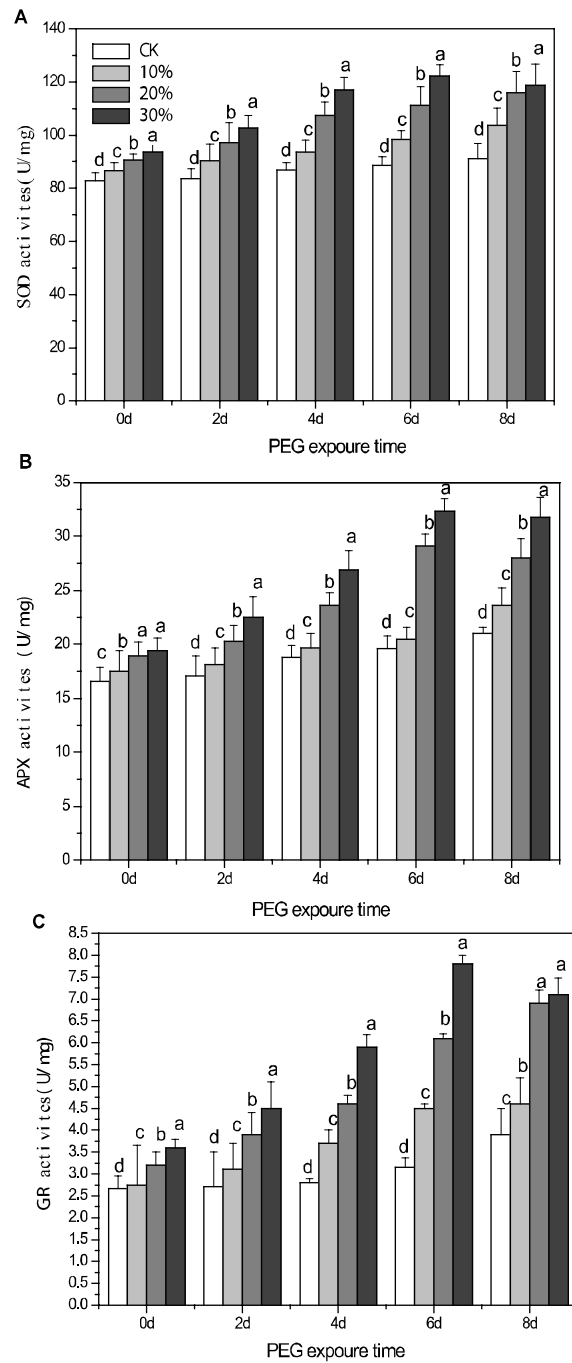 A
140
120
100
80
60
40
20
0
SOD activites(U/mg)
CK
10%
20%
30%
d c b a
d c b a
d c b a
d c b a
d c b a
0d 2d 4d 6d 8d
PEG expoure time
B
35
30
25
20
15
10
5
0
APX activites (U/mg)
c b a a
d c b a
d c b a
d c b a
d c b a
0d 2d 4d 6d 8d
PEG expoure time
C
8.5
8.0
7.5
7.0
6.5
6.0
5.5
5.0
4.5
4.0
3.5
3.0
2.5
2.0
1.5
1.0
0.5
0.0
GR activites(U/mg)
d c b a
d c b a
d c b a
d c b a
c b a a
0d 2d 4d 6d 8d
PEG expoure time